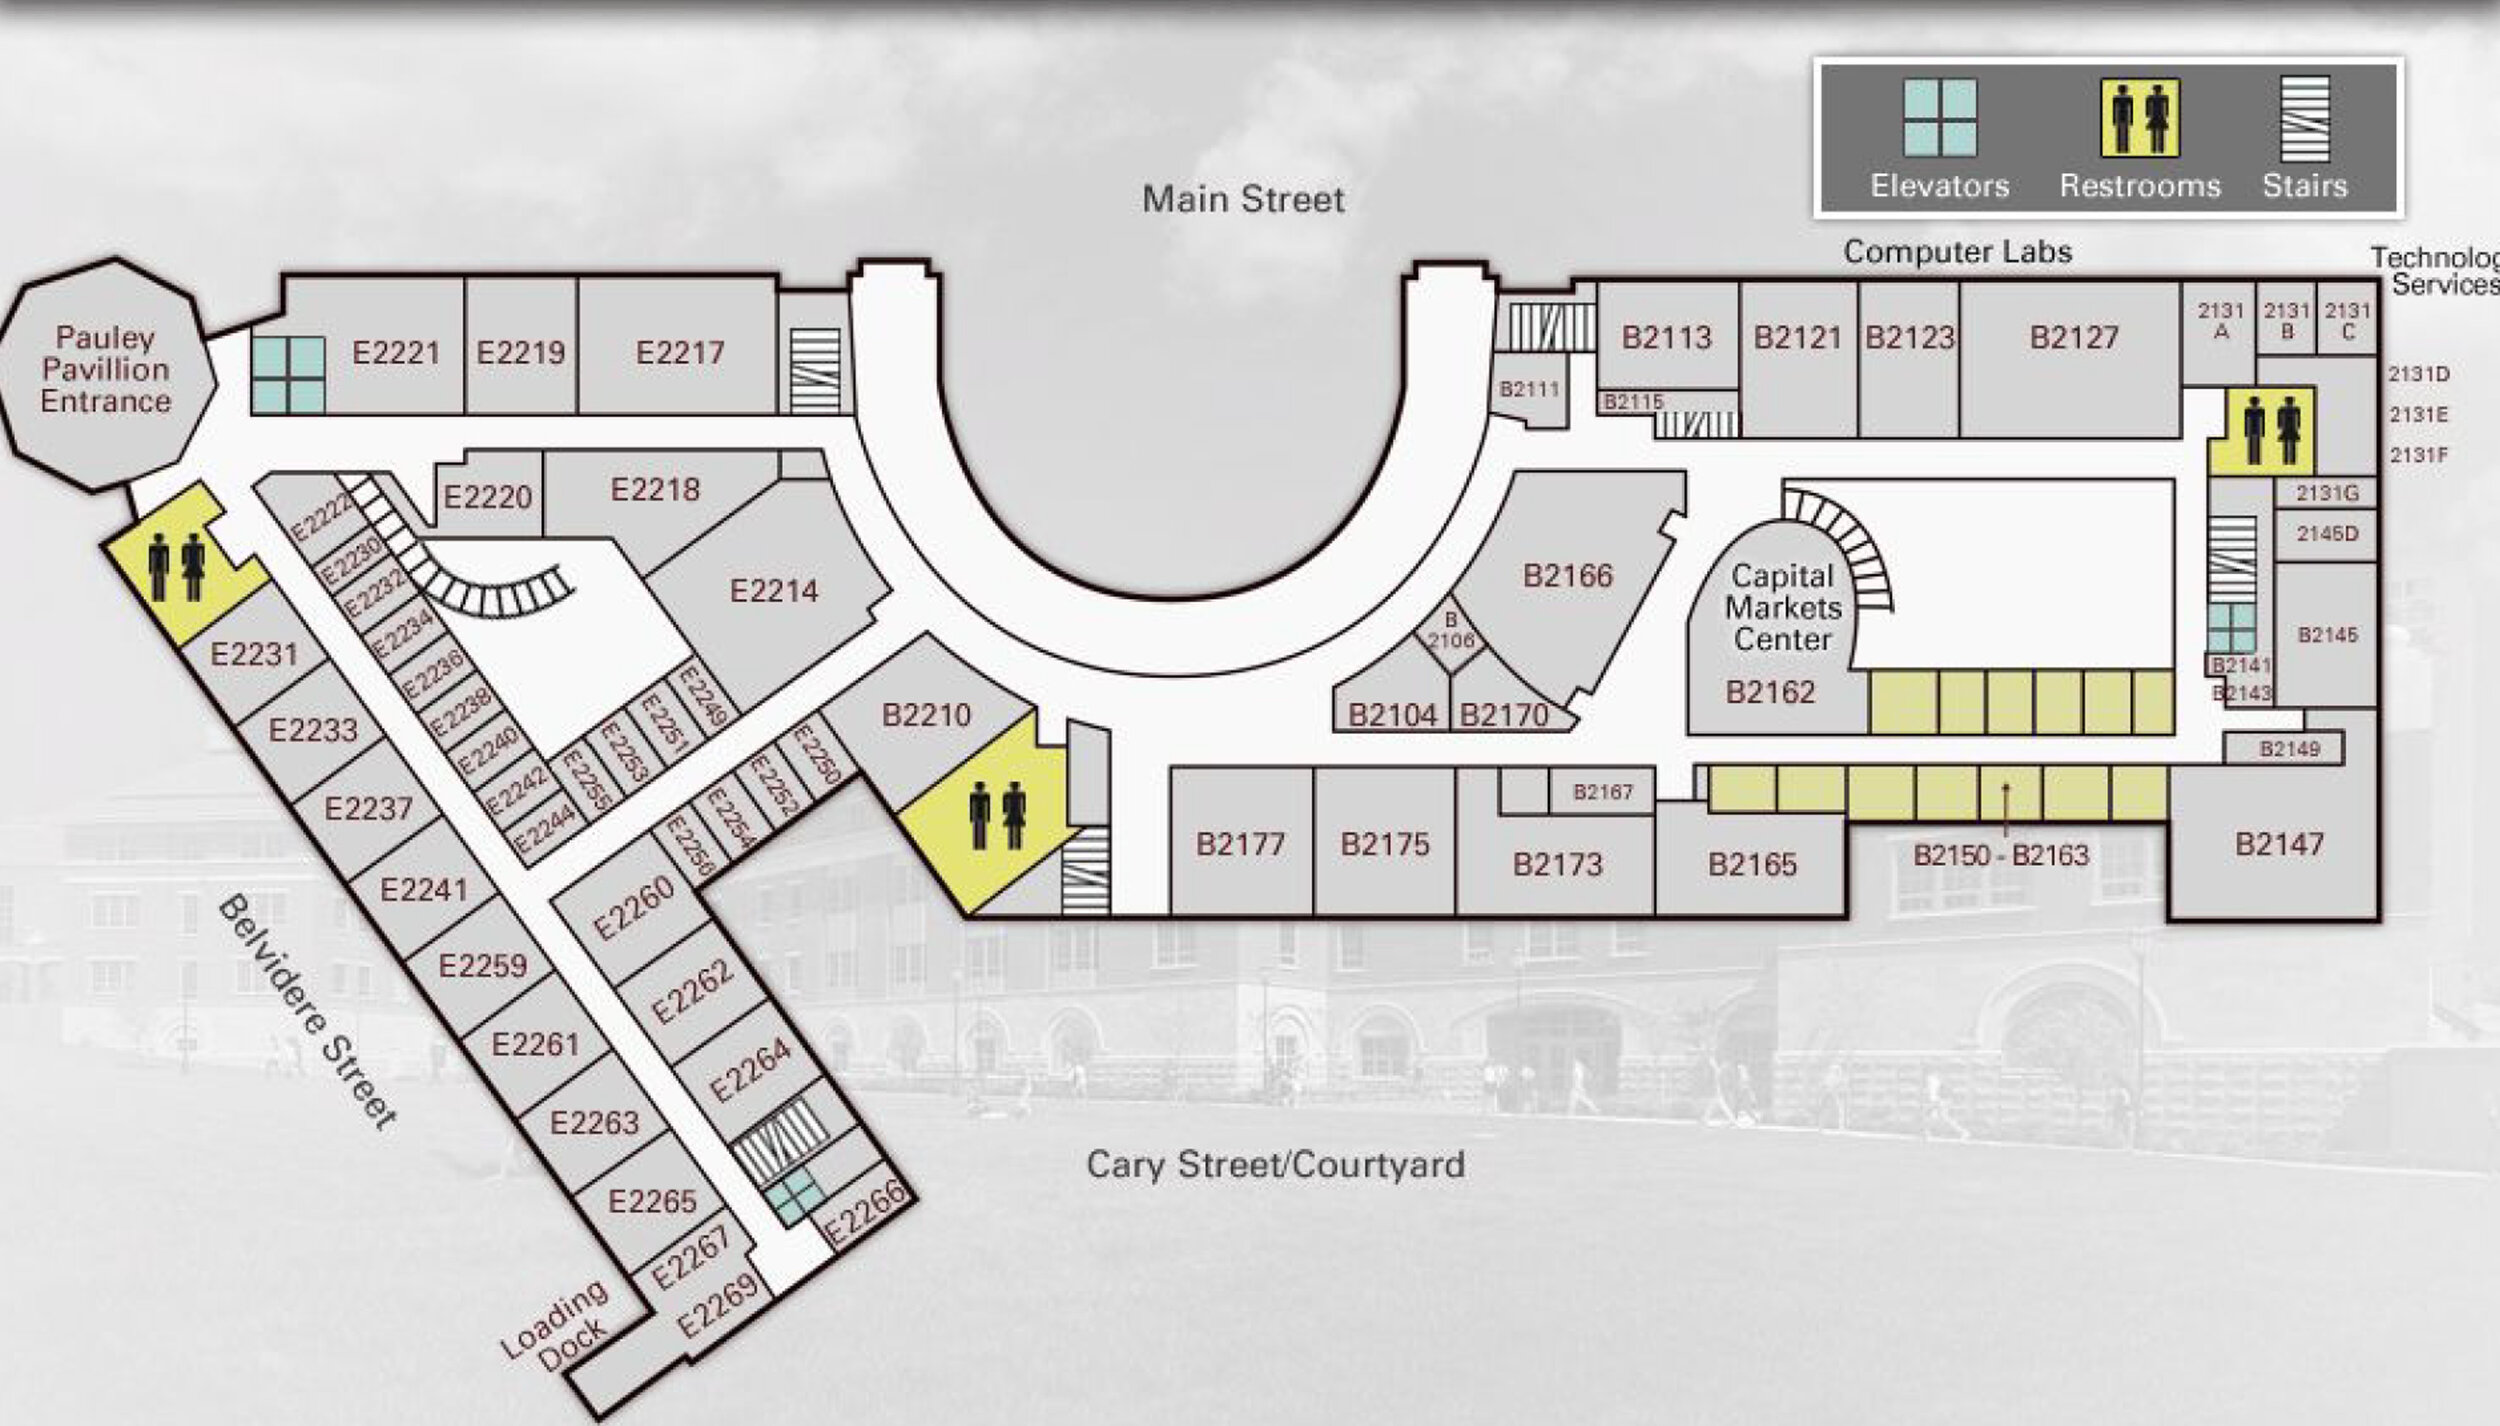 Elevators
Restrooms
Stairs
Main Street
Computer Labs
Technolog
Services
Pauley
Pavillion
Entrance
E2221
E2219
E2217
B2111
B2113
B2115
B2121
B2123
B2127
2131
A
2131
B
2131
C
2131D
2131E
2131F
2131G
2145D
B2145
B2141
B2143
B2149
B2147
E2222
E2230
E2232
E2234
E2236
E2238
E2240
E2242
E2244
E2220
E2218
E2214
E2249
E2251
E2253
E2255
B2210
E2250
E2252
E2254
E2256
E2231
E2233
E2237
E2241
E2259
E2261
E2263
E2265
E2267
E2269
E2260
E2262
E2264
E2266
B2166
B
2106
B2104
B2170
Capital
Markets
Center
B2162
B2177
B2175
B2173
B2167
B2165
B2150 - B2163
Belvidere Street
Cary Street/Courtyard
Loading
Dock